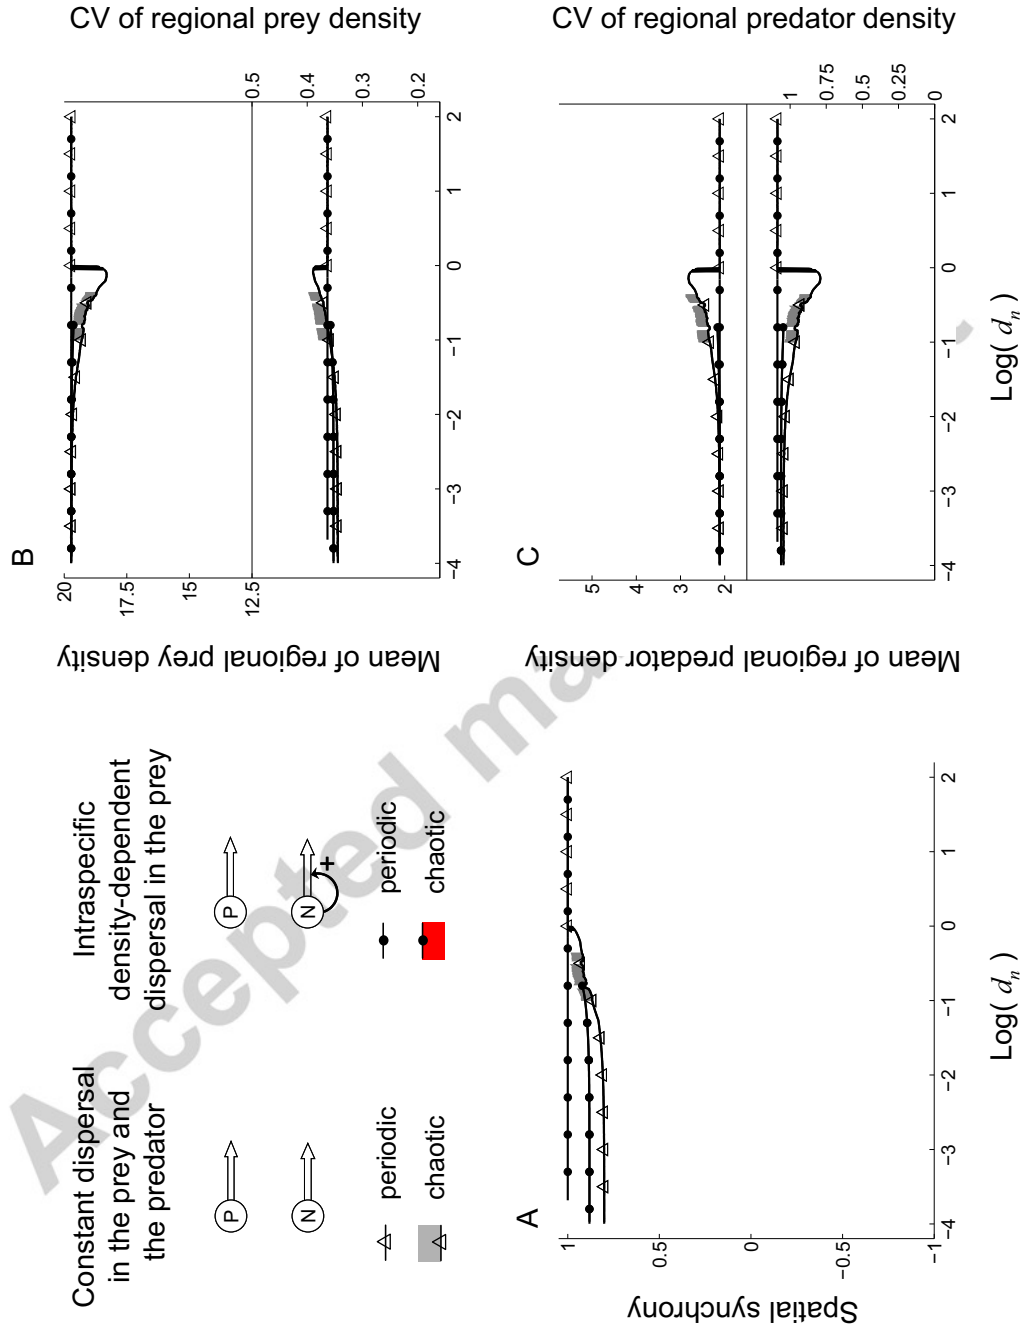 Constant dispersal
in the prey and
the predator
P
N
periodic
chaotic
Intraspecific
density-dependent
dispersal in the prey
P
N
+
periodic
chaotic
B
Mean of regional prey density
20
17.5
12.5
CV of regional prey density
0.5
0.4
0.3
0.2
-4
-3
-2
-1
0
1
2
A
Spatial synchrony
1
0.5
0
-0.5
-1
-4
-3
-2
-1
0
1
2
Log( d_n )
C
Mean of regional predator density
5
4
3
2
CV of regional predator density
1
0.75
0.5
0.25
0
-4
-3
-2
-1
0
1
2
Log( d_n )
Accepted ma